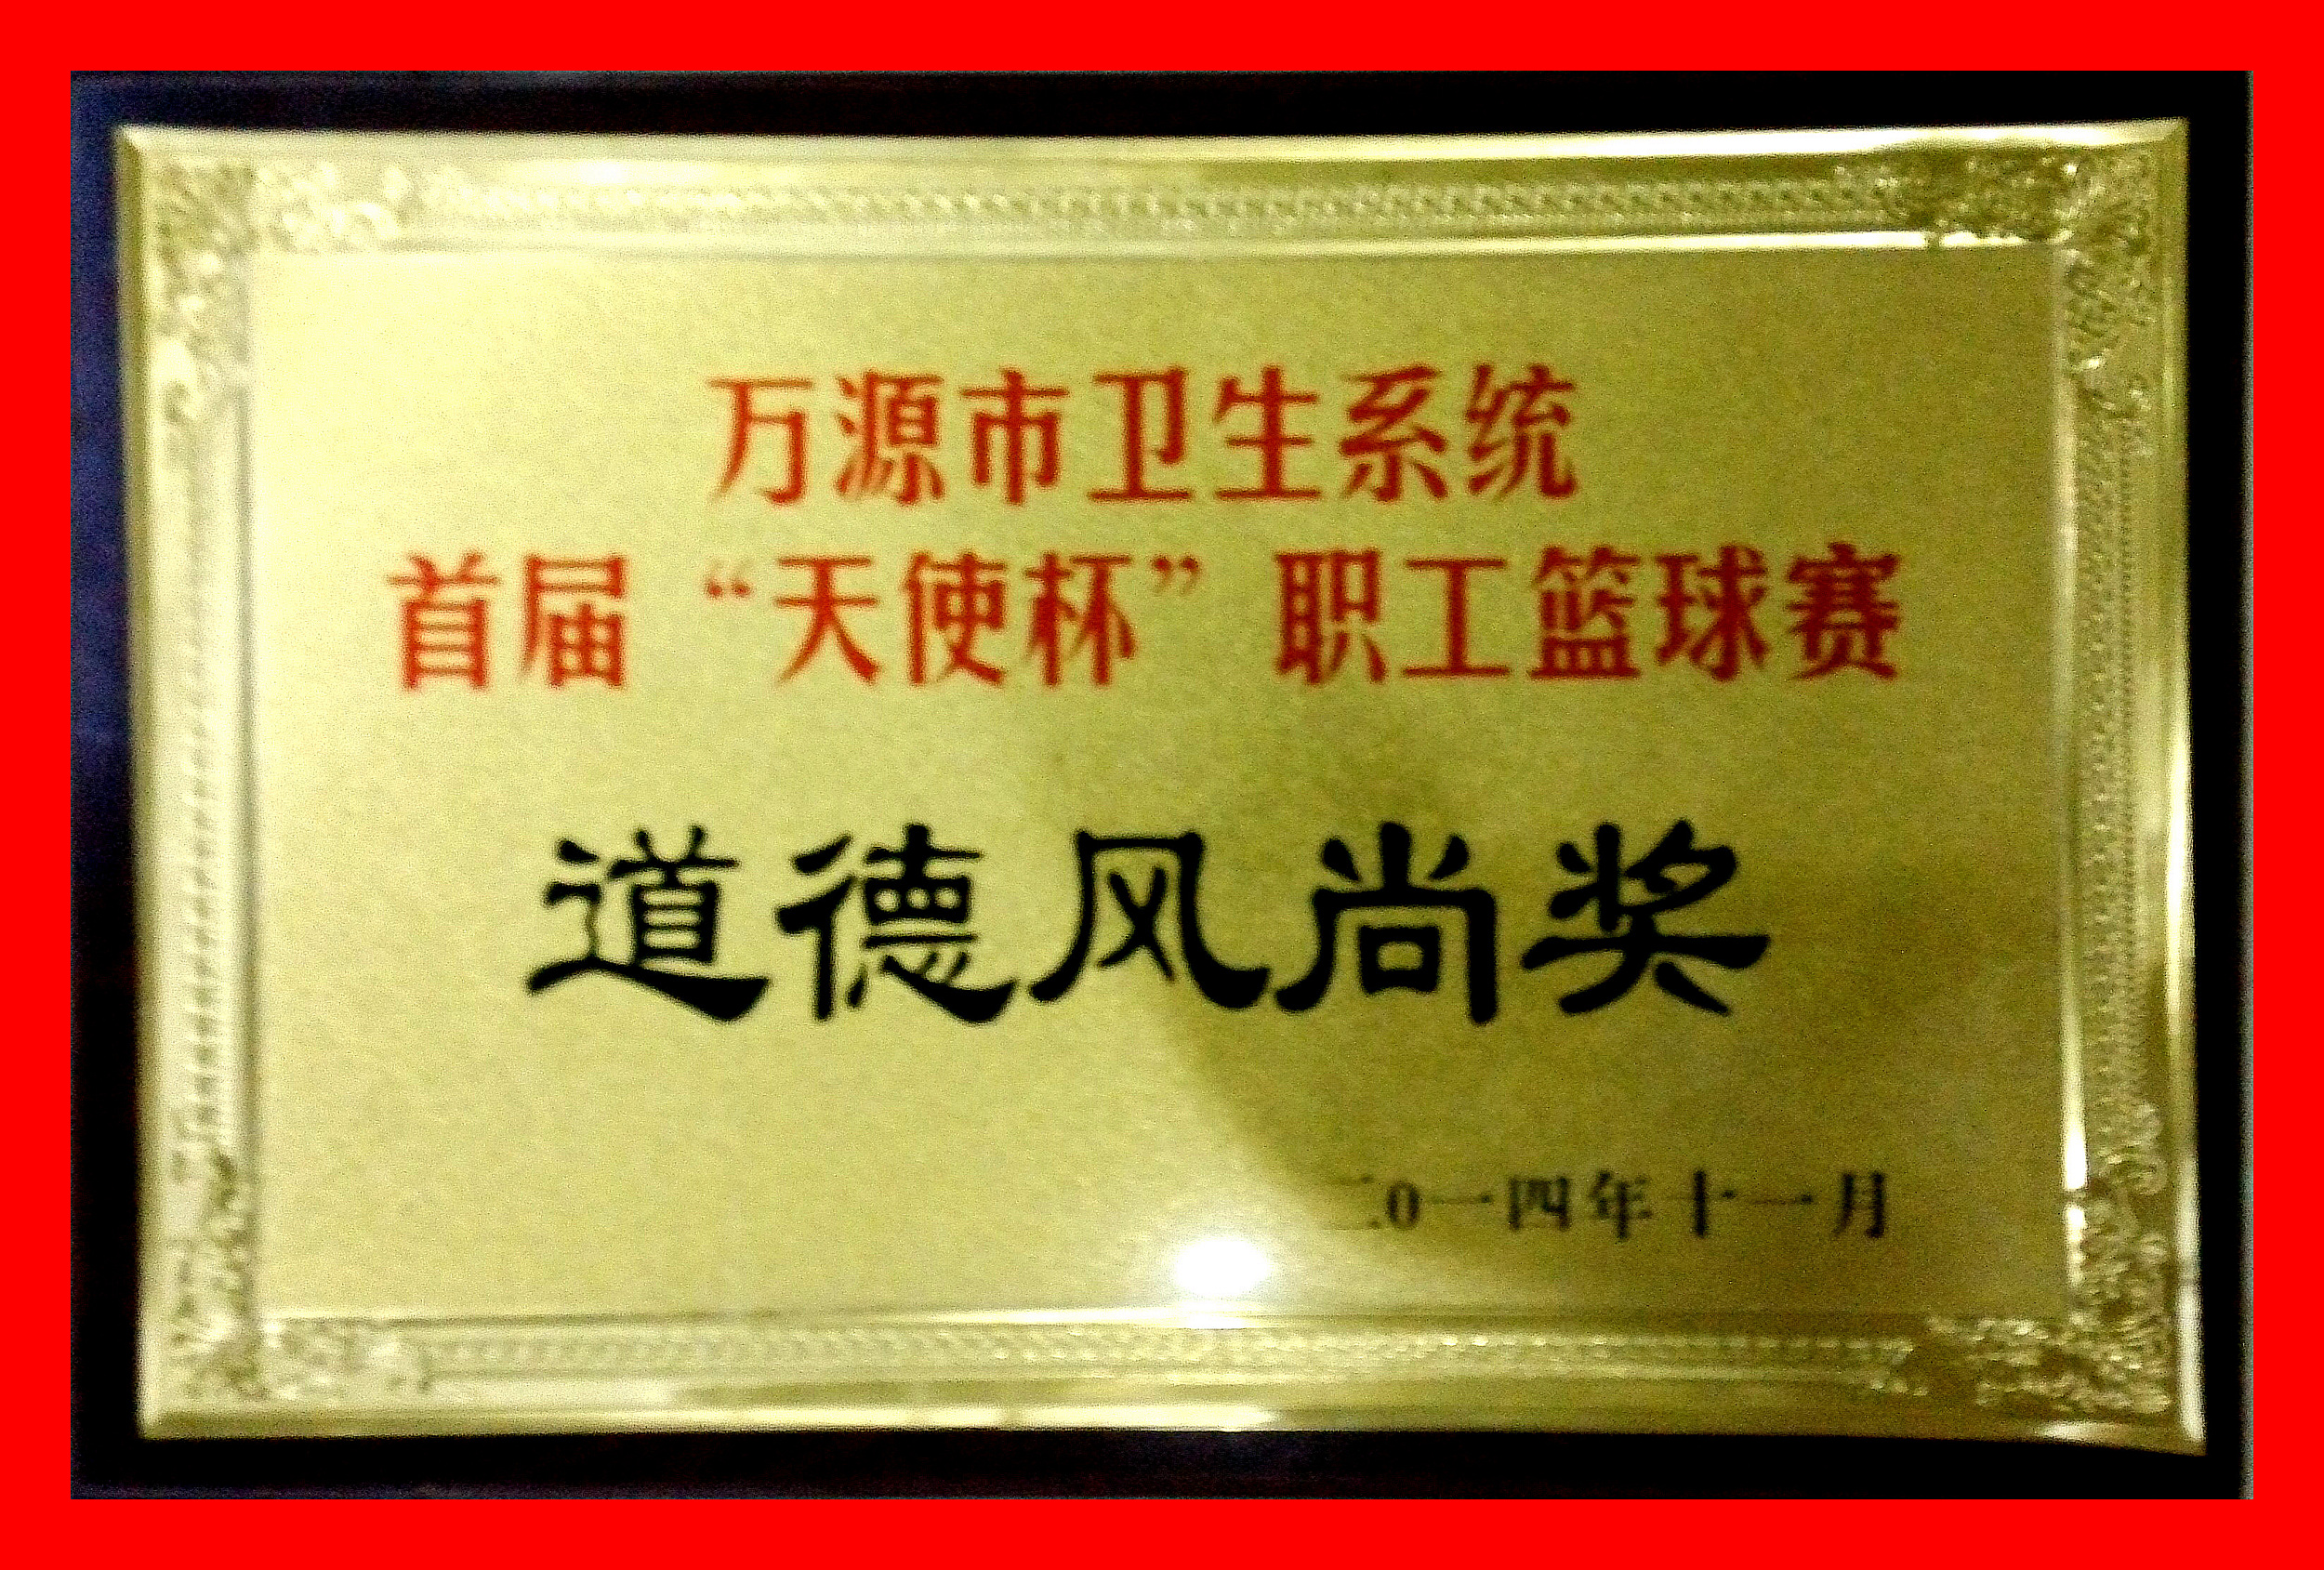 万源市卫生系统
首届“天使杯”职工篮球赛
道德风尚奖
二0一四年十一月